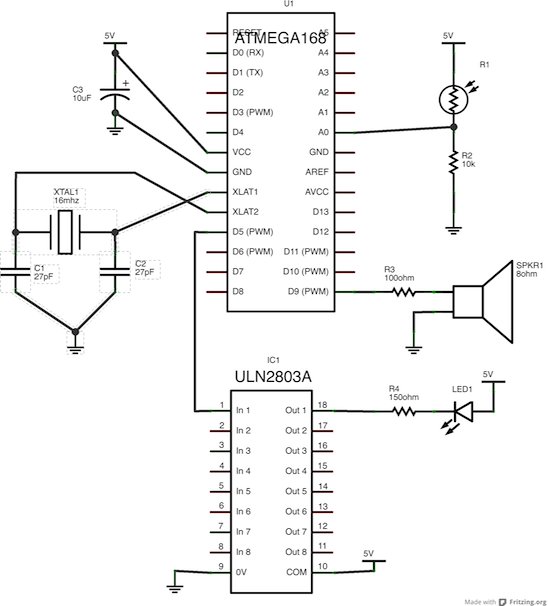 U1
ATMEGA168
RESET A5
D0 (RX) A4
D1 (TX) A3
D2 A2
D3 (PWM) A1
D4 A0
VCC GND
GND AREF
XLAT1 AVCC
XLAT2 D13
D5 (PWM) D12
D6 (PWM) D11 (PWM)
D7 D10 (PWM)
D8 D9 (PWM)
5V
C3
10uF
+
5V
R1
R2
10k
XTAL1
16mhz
C1
27pF
C2
27pF
R3
100ohm
SPKR1
8ohm
IC1
ULN2803A
1 In 1 Out 1 18
2 In 2 Out 2 17
3 In 3 Out 3 16
4 In 4 Out 4 15
5 In 5 Out 5 14
6 In 6 Out 6 13
7 In 7 Out 7 12
8 In 8 Out 8 11
9 0V COM 10
R4
150ohm
LED1
5V
5V
Made with Fritzing.org